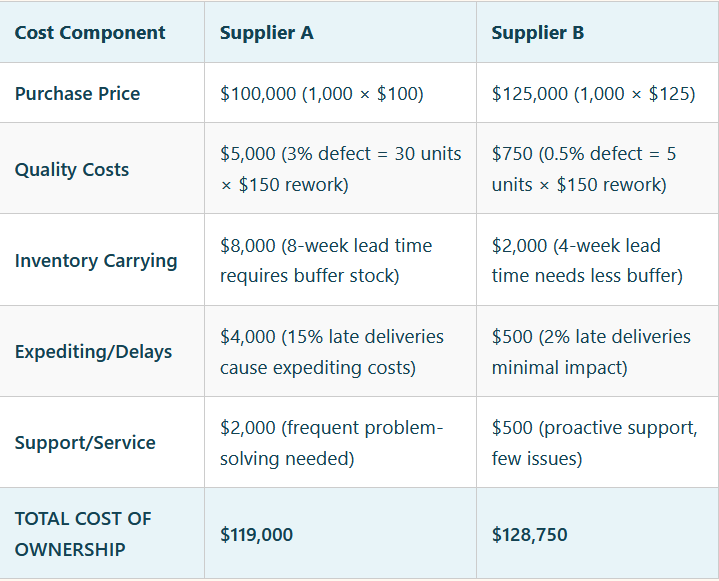 Cost Component Supplier A Supplier B
Purchase Price $100,000 (1,000 × $100) $125,000 (1,000 × $125)
Quality Costs
$5,000 (3% defect = 30 units
× $150 rework)
$750 (0.5% defect = 5
units × $150 rework)
Inventory Carrying
$8,000 (8-week lead time
requires buffer stock)
$2,000 (4-week lead
time needs less buffer)
Expediting/Delays
$4,000 (15% late deliveries
cause expediting costs)
$500 (2% late deliveries
minimal impact)
Support/Service
$2,000 (frequent problem-
solving needed)
$500 (proactive support,
few issues)
TOTAL COST OF
OWNERSHIP
$119,000
$128,750